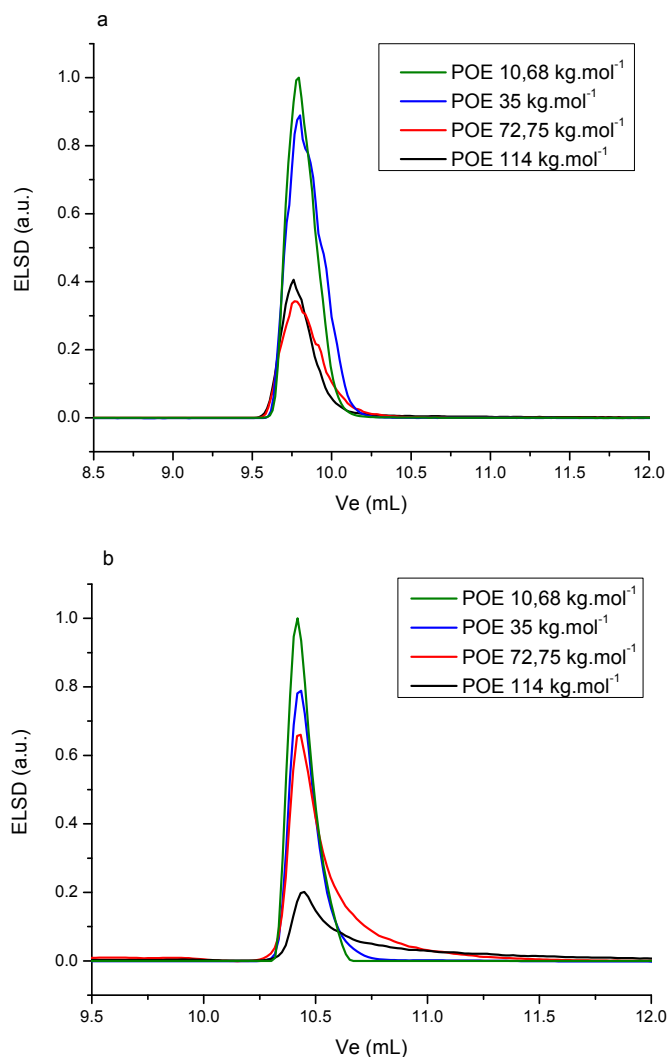 a
POE 10,68 kg.mol⁻¹
POE 35 kg.mol⁻¹
POE 72,75 kg.mol⁻¹
POE 114 kg.mol⁻¹
1.0
0.8
0.6
0.4
0.2
0.0
ELSD (a.u.)
8.5 9.0 9.5 10.0 10.5 11.0 11.5 12.0
Ve (mL)
b
POE 10,68 kg.mol⁻¹
POE 35 kg.mol⁻¹
POE 72,75 kg.mol⁻¹
POE 114 kg.mol⁻¹
1.0
0.8
0.6
0.4
0.2
0.0
ELSD (a.u.)
9.5 10.0 10.5 11.0 11.5 12.0
Ve (mL)